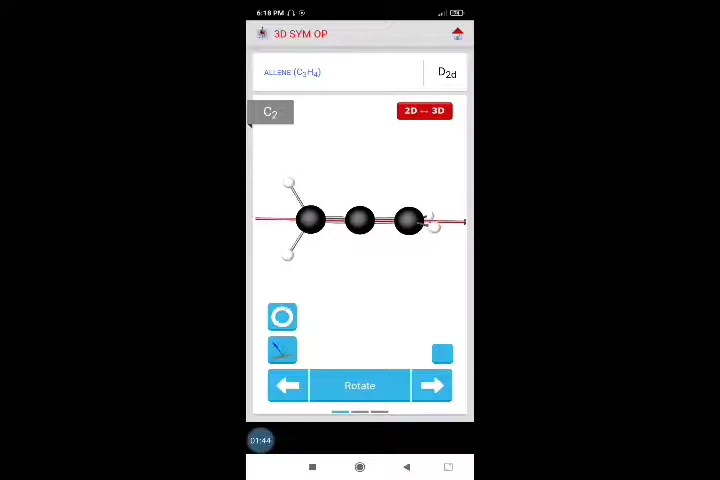 6:18 PM
3D SYM OP
ALLENE (C₃H₄)
D₂d
C₂
2D ↔ 3D
Rotate
01:44